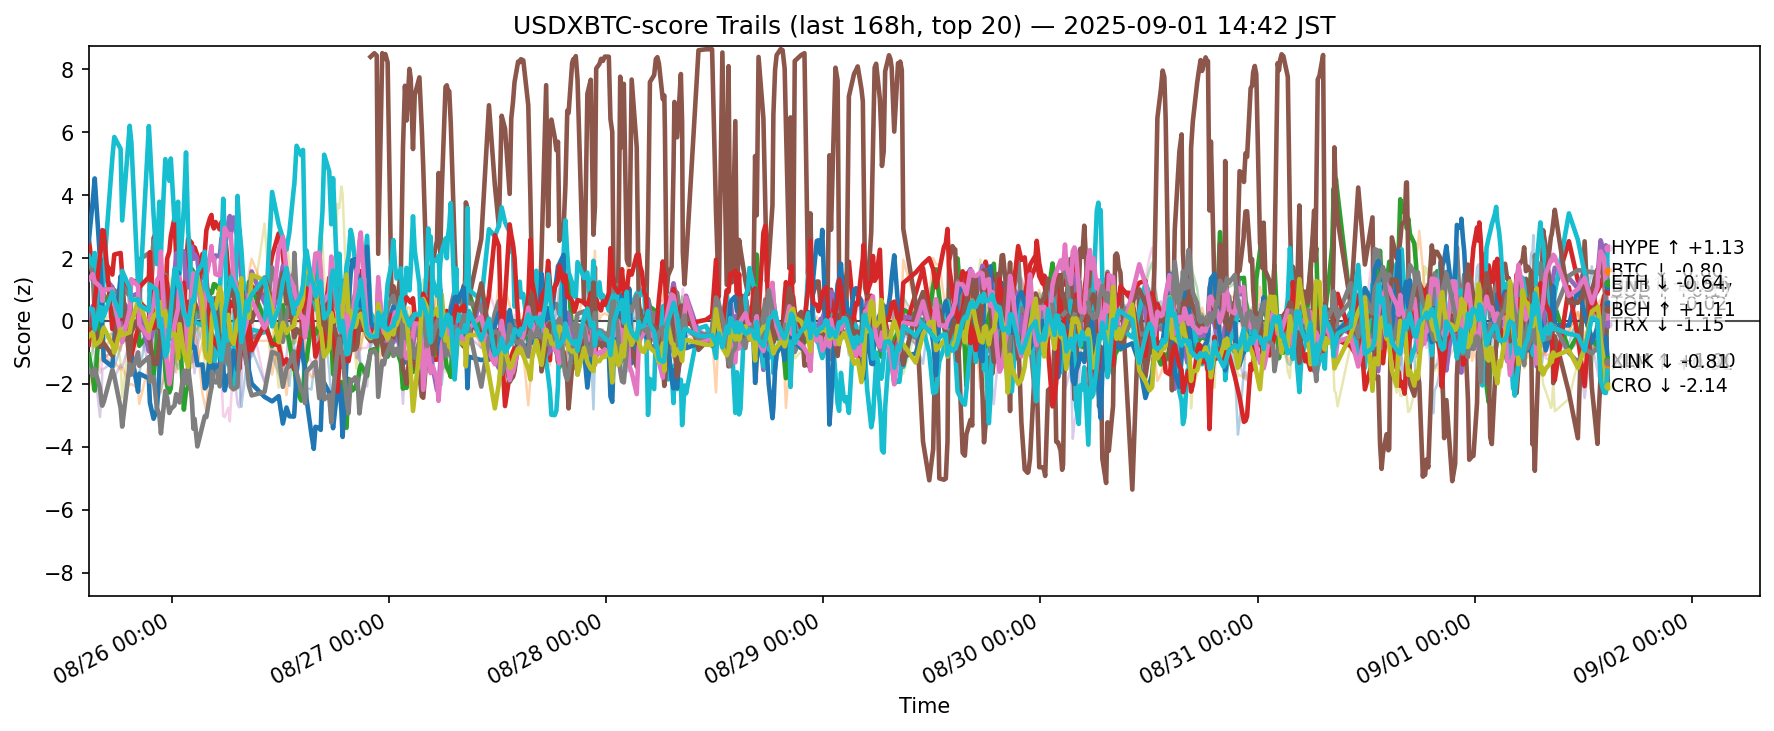 USDXBTC-score Trails (last 168h, top 20) — 2025-09-01 14:42 JST
Score (z)
8
6
4
2
0
−2
−4
−6
−8
HYPE ↑ +1.13
BTC ↓ -0.80
ETH ↓ -0.64
BCH ↑ +1.11
TRX ↓ -1.15
LINK ↓ -0.81
CRO ↓ -2.14
08/26 00:00
08/27 00:00
08/28 00:00
08/29 00:00
08/30 00:00
08/31 00:00
09/01 00:00
09/02 00:00
Time